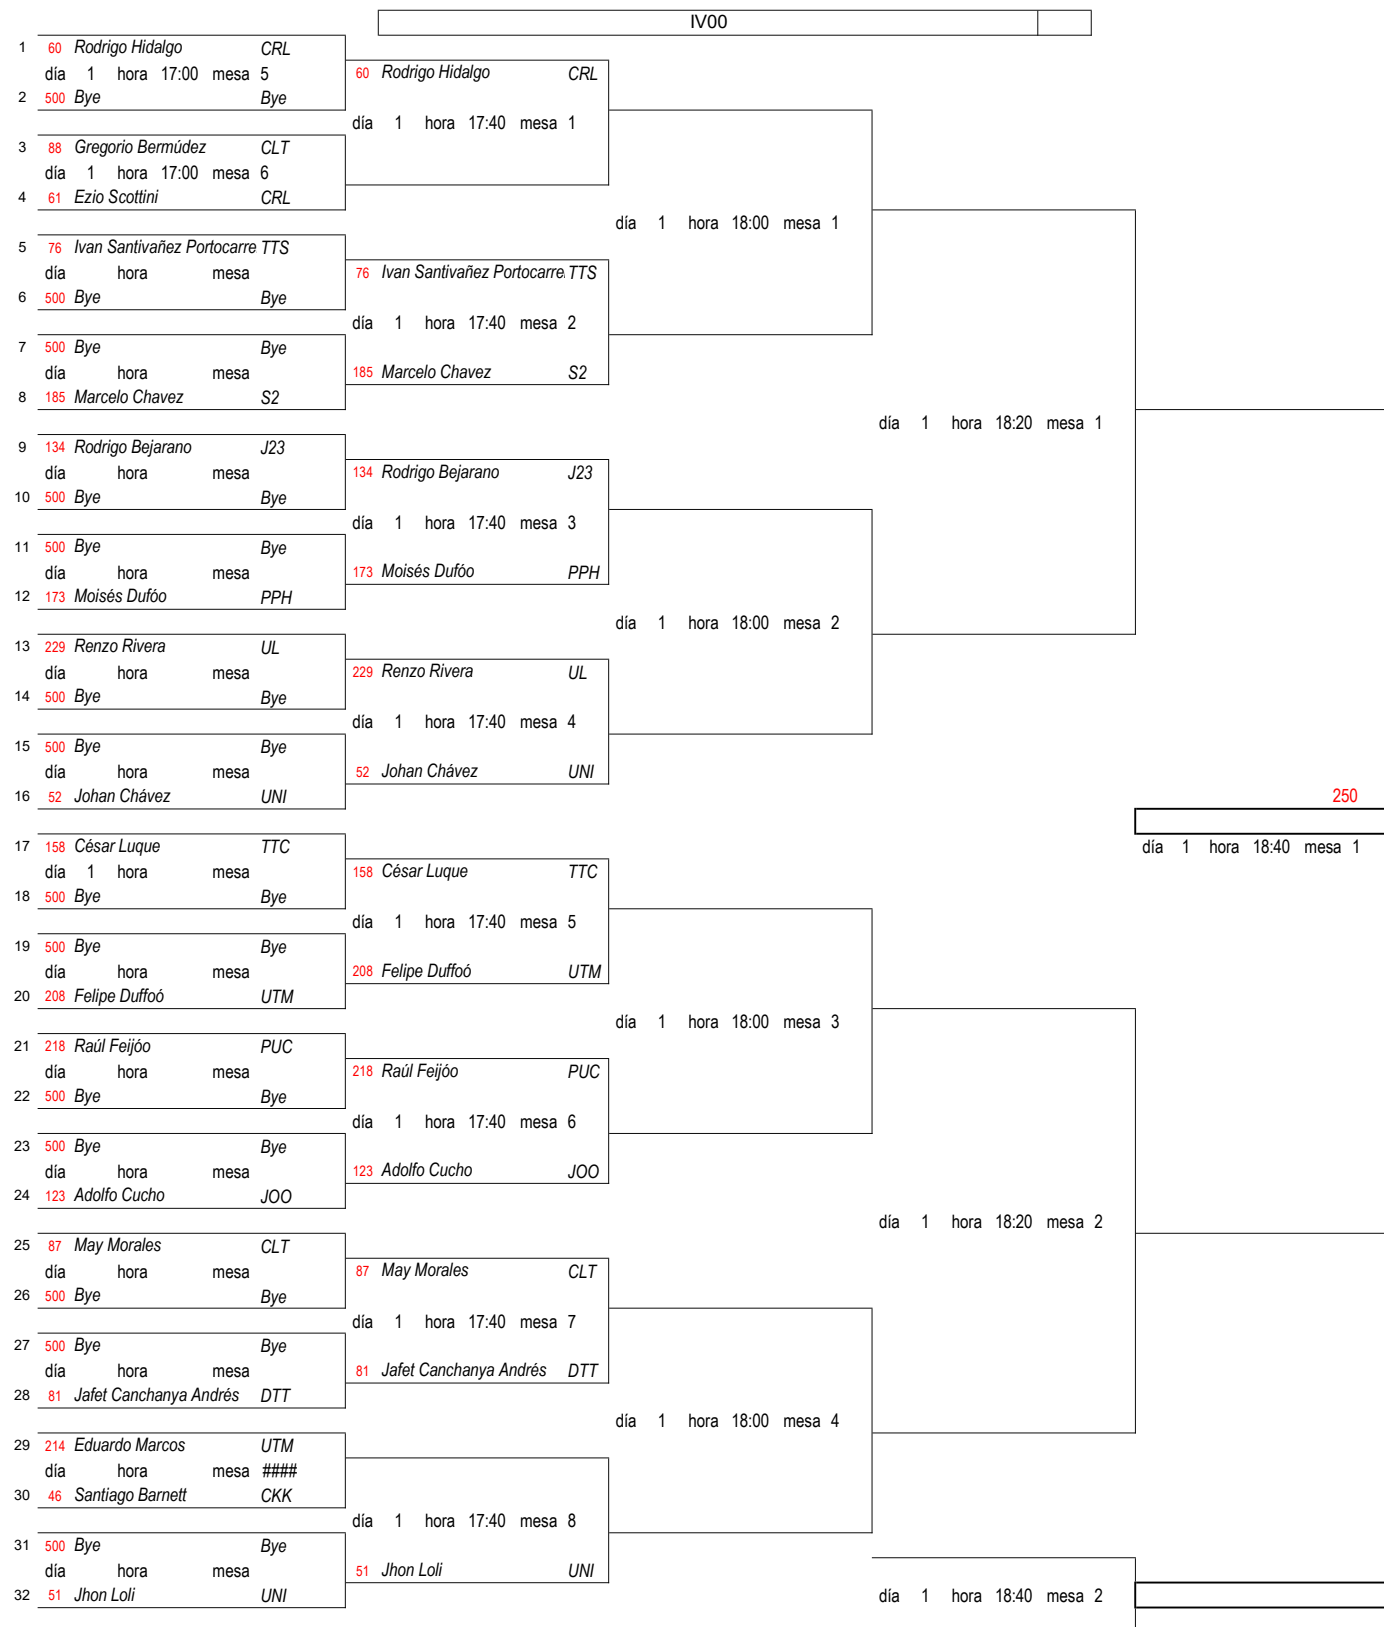 IV00
1 60 Rodrigo Hidalgo CRL
día 1 hora 17:00 mesa 5
60 Rodrigo Hidalgo CRL
2 500 Bye Bye
día 1 hora 17:40 mesa 1
3 88 Gregorio Bermúdez CLT
día 1 hora 17:00 mesa 6
4 61 Ezio Scottini CRL
día 1 hora 18:00 mesa 1
5 76 Ivan Santivañez Portocarre TTS
día hora mesa
76 Ivan Santivañez Portocarre TTS
6 500 Bye Bye
día 1 hora 17:40 mesa 2
7 500 Bye Bye
día hora mesa
185 Marcelo Chavez S2
8 185 Marcelo Chavez S2
día 1 hora 18:20 mesa 1
9 134 Rodrigo Bejarano J23
día hora mesa
134 Rodrigo Bejarano J23
10 500 Bye Bye
día 1 hora 17:40 mesa 3
11 500 Bye Bye
día hora mesa
173 Moisés Dufóo PPH
12 173 Moisés Dufóo PPH
día 1 hora 18:00 mesa 2
13 229 Renzo Rivera UL
día hora mesa
229 Renzo Rivera UL
14 500 Bye Bye
día 1 hora 17:40 mesa 4
15 500 Bye Bye
día hora mesa
52 Johan Chávez UNI
16 52 Johan Chávez UNI
250
17 158 César Luque TTC
día 1 hora 18:40 mesa 1
día 1 hora mesa
158 César Luque TTC
18 500 Bye Bye
día 1 hora 17:40 mesa 5
19 500 Bye Bye
día hora mesa
208 Felipe Duffoó UTM
20 208 Felipe Duffoó UTM
día 1 hora 18:00 mesa 3
21 218 Raúl Feijóo PUC
día hora mesa
218 Raúl Feijóo PUC
22 500 Bye Bye
día 1 hora 17:40 mesa 6
23 500 Bye Bye
día hora mesa
123 Adolfo Cucho JOO
24 123 Adolfo Cucho JOO
día 1 hora 18:20 mesa 2
25 87 May Morales CLT
día hora mesa
87 May Morales CLT
26 500 Bye Bye
día 1 hora 17:40 mesa 7
27 500 Bye Bye
día hora mesa
81 Jafet Canchanya Andrés DTT
28 81 Jafet Canchanya Andrés DTT
día 1 hora 18:00 mesa 4
29 214 Eduardo Marcos UTM
día hora mesa ####
30 46 Santiago Barnett CKK
día 1 hora 17:40 mesa 8
31 500 Bye Bye
día hora mesa
51 Jhon Loli UNI
32 51 Jhon Loli UNI
día 1 hora 18:40 mesa 2